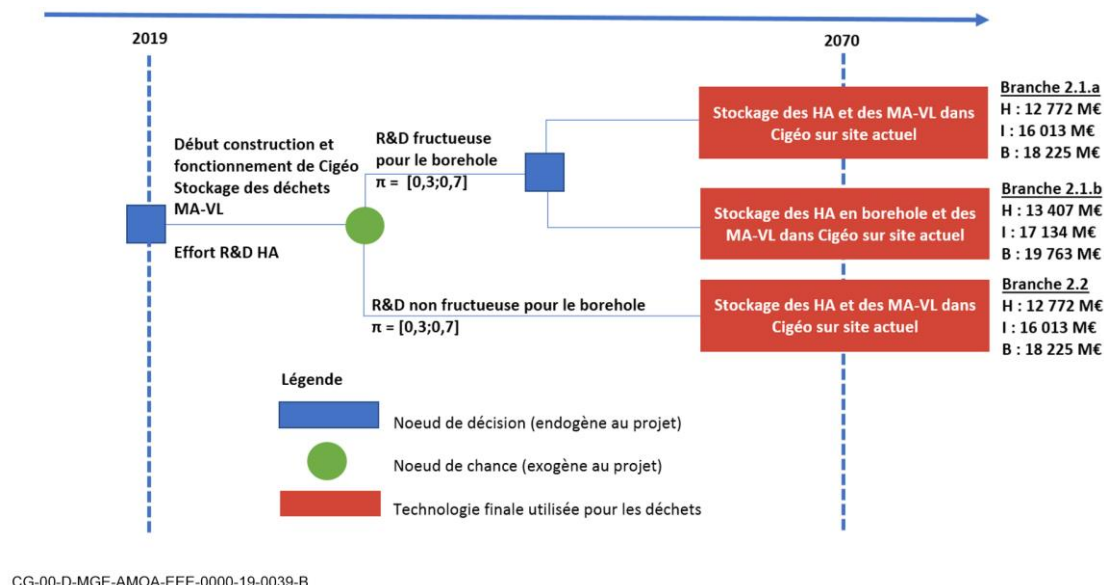 2019
2070
Début construction et
fonctionnement de Cigéo
Stockage des déchets
MA-VL
Effort R&D HA
R&D fructueuse
pour le borehole
π = [0,3;0,7]
Stockage des HA et des MA-VL dans
Cigéo sur site actuel
Branche 2.1.a
H : 12 772 M€
I : 16 013 M€
B : 18 225 M€
Stockage des HA en borehole et des
MA-VL dans Cigéo sur site actuel
Branche 2.1.b
H : 13 407 M€
I : 17 134 M€
B : 19 763 M€
R&D non fructueuse pour le borehole
π = [0,3;0,7]
Stockage des HA et des MA-VL dans
Cigéo sur site actuel
Branche 2.2
H : 12 772 M€
I : 16 013 M€
B : 18 225 M€
Légende
Noeud de décision (endogène au projet)
Noeud de chance (exogène au projet)
Technologie finale utilisée pour les déchets
CG-00-D-MGE-AMOA-EEE-0000-19-0039-B